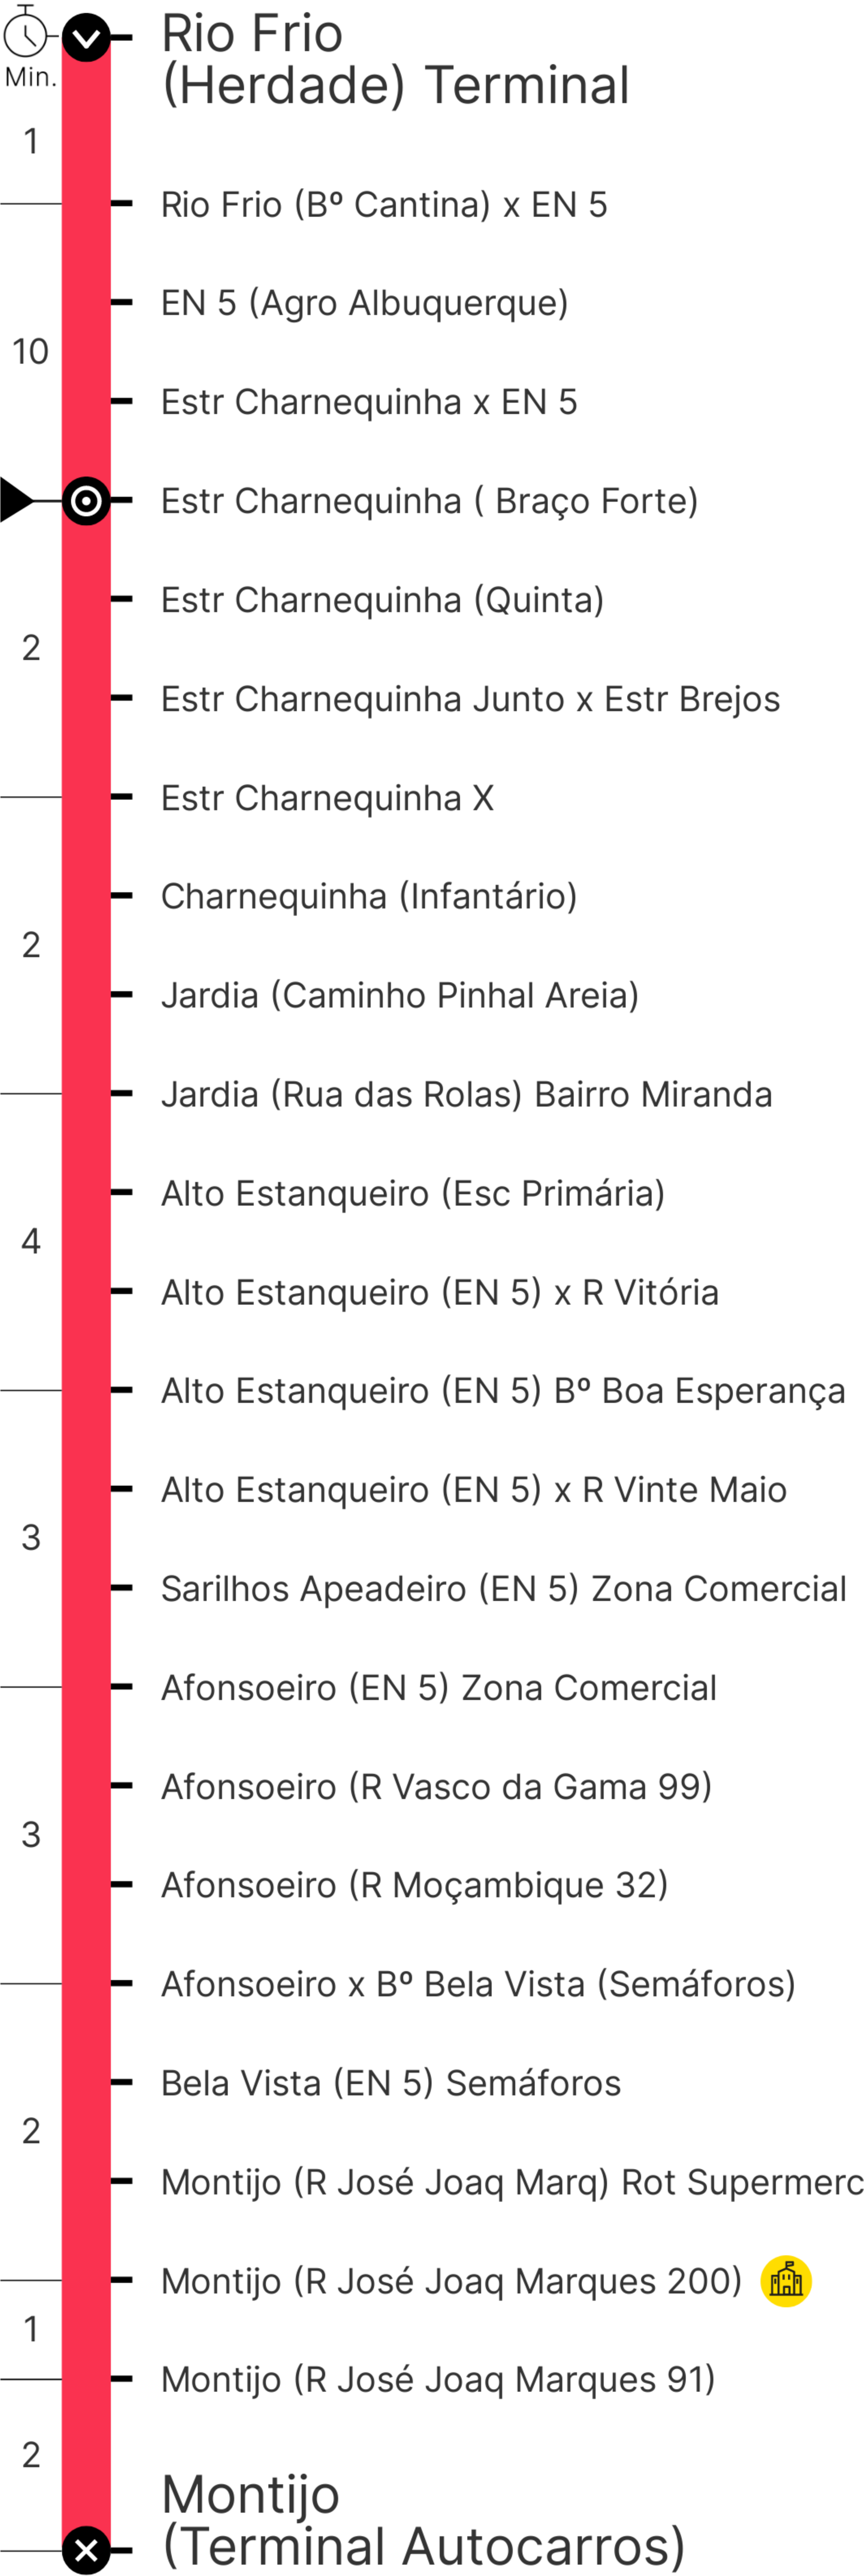 Min.
Rio Frio
(Herdade) Terminal
1
Rio Frio (Bº Cantina) x EN 5
EN 5 (Agro Albuquerque)
10
Estr Charnequinha x EN 5
Estr Charnequinha ( Braço Forte)
Estr Charnequinha (Quinta)
2
Estr Charnequinha Junto x Estr Brejos
Estr Charnequinha X
Charnequinha (Infantário)
2
Jardia (Caminho Pinhal Areia)
Jardia (Rua das Rolas) Bairro Miranda
Alto Estanqueiro (Esc Primária)
4
Alto Estanqueiro (EN 5) x R Vitória
Alto Estanqueiro (EN 5) Bº Boa Esperança
Alto Estanqueiro (EN 5) x R Vinte Maio
3
Sarilhos Apeadeiro (EN 5) Zona Comercial
Afonsoeiro (EN 5) Zona Comercial
Afonsoeiro (R Vasco da Gama 99)
3
Afonsoeiro (R Moçambique 32)
Afonsoeiro x Bº Bela Vista (Semáforos)
Bela Vista (EN 5) Semáforos
2
Montijo (R José Joaq Marq) Rot Supermerc
Montijo (R José Joaq Marques 200)
1
Montijo (R José Joaq Marques 91)
2
Montijo
(Terminal Autocarros)